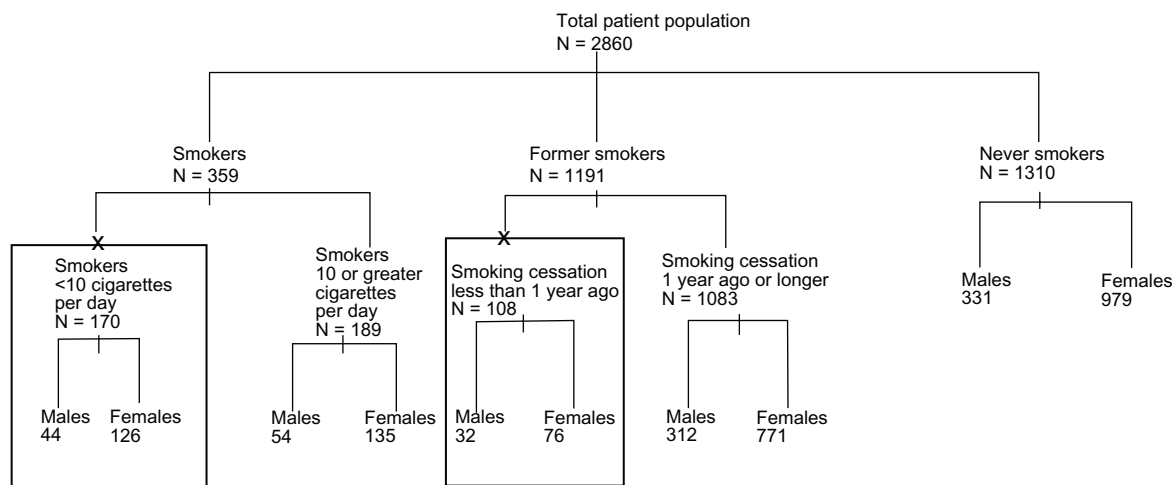 Total patient population
N = 2860
Smokers
N = 359
Former smokers
N = 1191
Never smokers
N = 1310
X
Smokers
<10 cigarettes
per day
N = 170
Males
44
Females
126
Smokers
10 or greater
cigarettes
per day
N = 189
Males
54
Females
135
X
Smoking cessation
less than 1 year ago
N = 108
Males
32
Females
76
Smoking cessation
1 year ago or longer
N = 1083
Males
312
Females
771
Males
331
Females
979